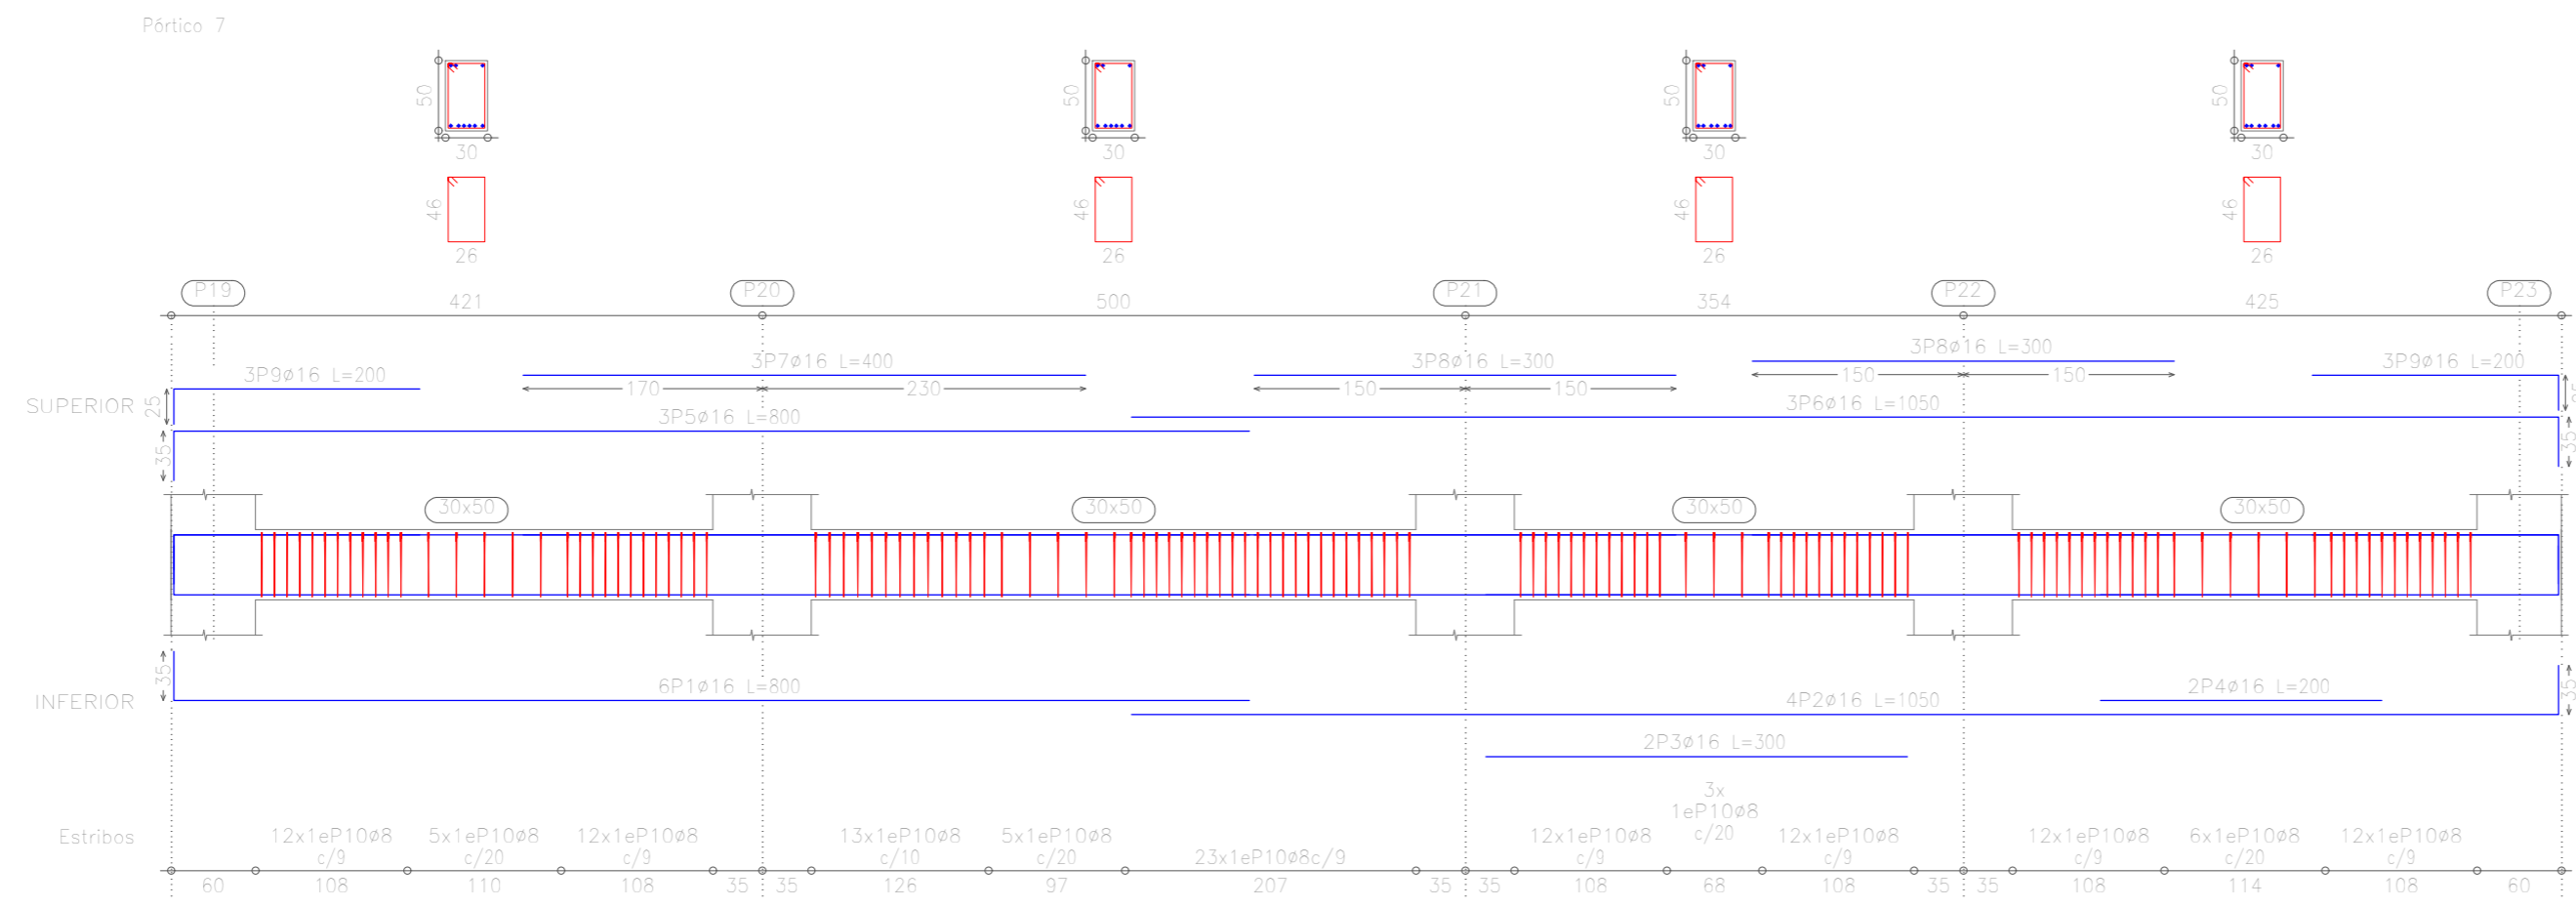 Pórtico 7
50 50 50 50
30 30 30 30
46 46 46 46
26 26 26 26
P19 P20 P21 P22 P23
421 500 354 425
3P8ø16 L=300
3P7ø16 L=400 3P8ø16 L=300 3P9ø16 L=200
3P9ø16 L=200
150 150
170 230 150 150
SUPERIOR 25
3P6ø16 L=1050
3P5ø16 L=800
35 35
30x50 30x50 30x50 30x50
35 35
6P1ø16 L=800 2P4ø16 L=200
INFERIOR 4P2ø16 L=1050
2P3ø16 L=300
3x
1eP10ø8
c/20
Estribos 12x1eP10ø8 5x1eP10ø8 12x1eP10ø8 13x1eP10ø8 5x1eP10ø8 12x1eP10ø8 12x1eP10ø8 12x1eP10ø8 6x1eP10ø8 12x1eP10ø8
c/9 c/20 c/9 c/10 c/20 23x1eP10ø8c/9 c/9 c/9 c/9 c/20 c/9
60 108 110 108 35 35 126 97 207 35 35 108 68 108 35 35 108 114 108 60